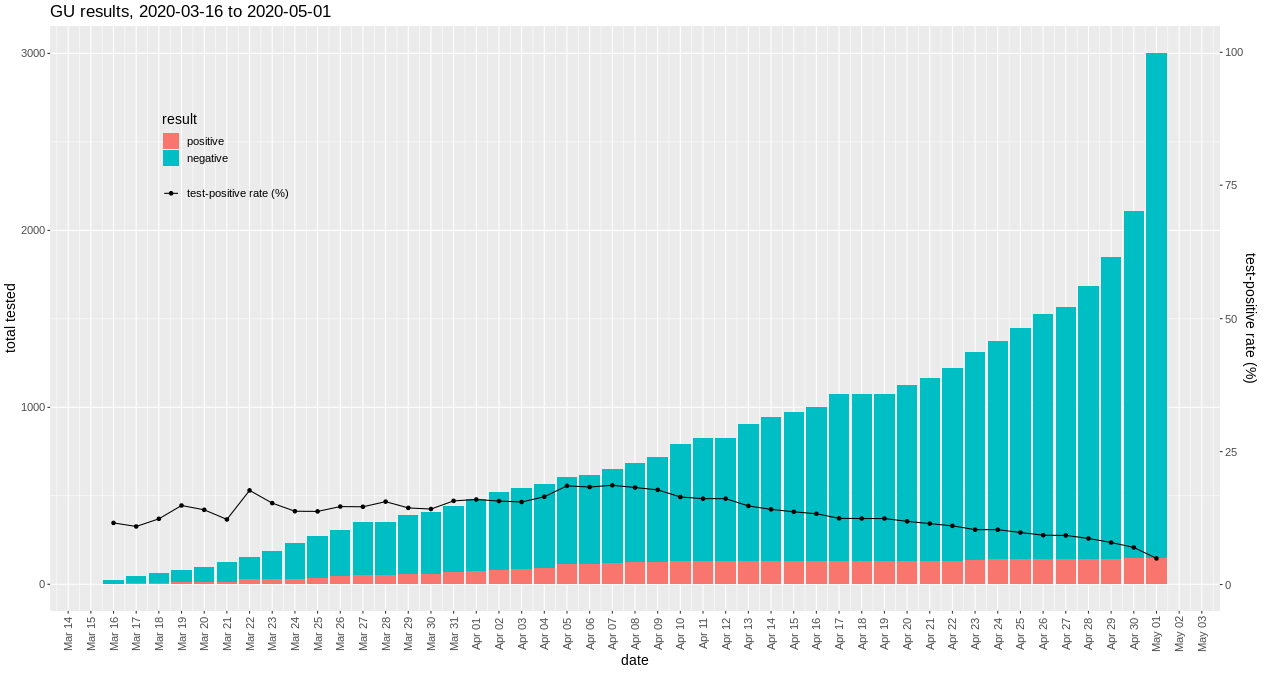 GU results, 2020-03-16 to 2020-05-01
3000
2000
1000
0
total tested
result
positive
negative
test-positive rate (%)
100
75
50
25
0
test-positive rate (%)
Mar 14
Mar 15
Mar 16
Mar 17
Mar 18
Mar 19
Mar 20
Mar 21
Mar 22
Mar 23
Mar 24
Mar 25
Mar 26
Mar 27
Mar 28
Mar 29
Mar 30
Mar 31
Apr 01
Apr 02
Apr 03
Apr 04
Apr 05
Apr 06
Apr 07
Apr 08
Apr 09
Apr 10
Apr 11
Apr 12
Apr 13
Apr 14
Apr 15
Apr 16
Apr 17
Apr 18
Apr 19
Apr 20
Apr 21
Apr 22
Apr 23
Apr 24
Apr 25
Apr 26
Apr 27
Apr 28
Apr 29
Apr 30
May 01
May 02
May 03
date